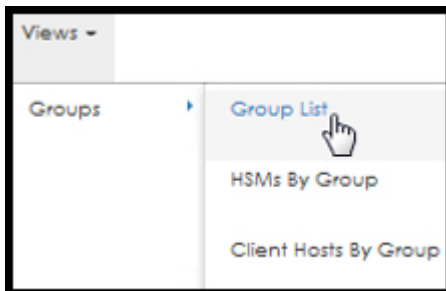 Views
Groups
Group List
HSMs By Group
Client Hosts By Group